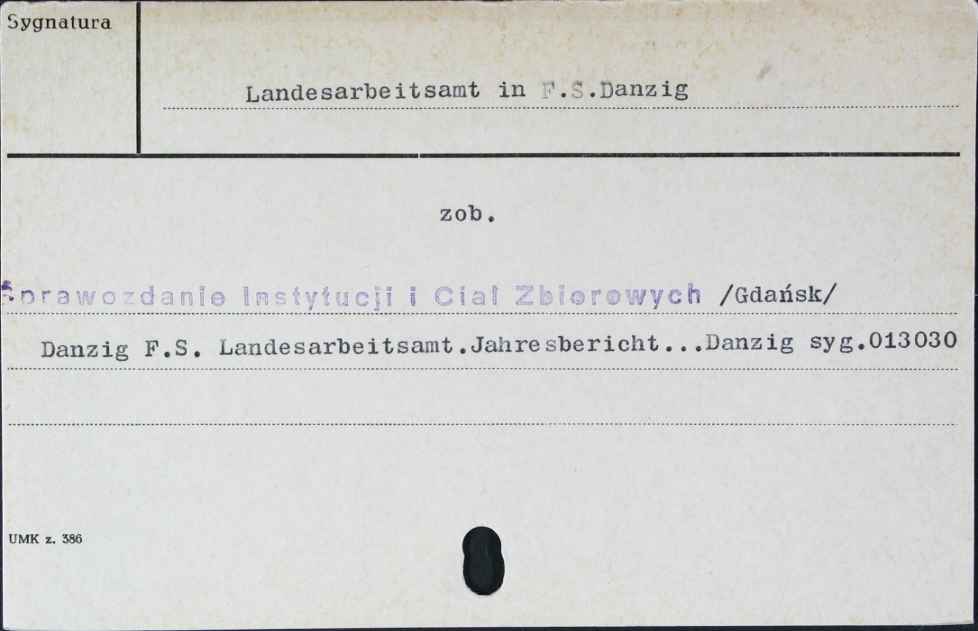 Sygnatura
Landesarbeitsamt in F.S.Danzig
zob.
Sprawozdanie Instytucji i Ciał Zbiorowych /Gdańsk/
Danzig F.S. Landesarbeitsamt.Jahresbericht...Danzig syg.013030
UMK z. 386